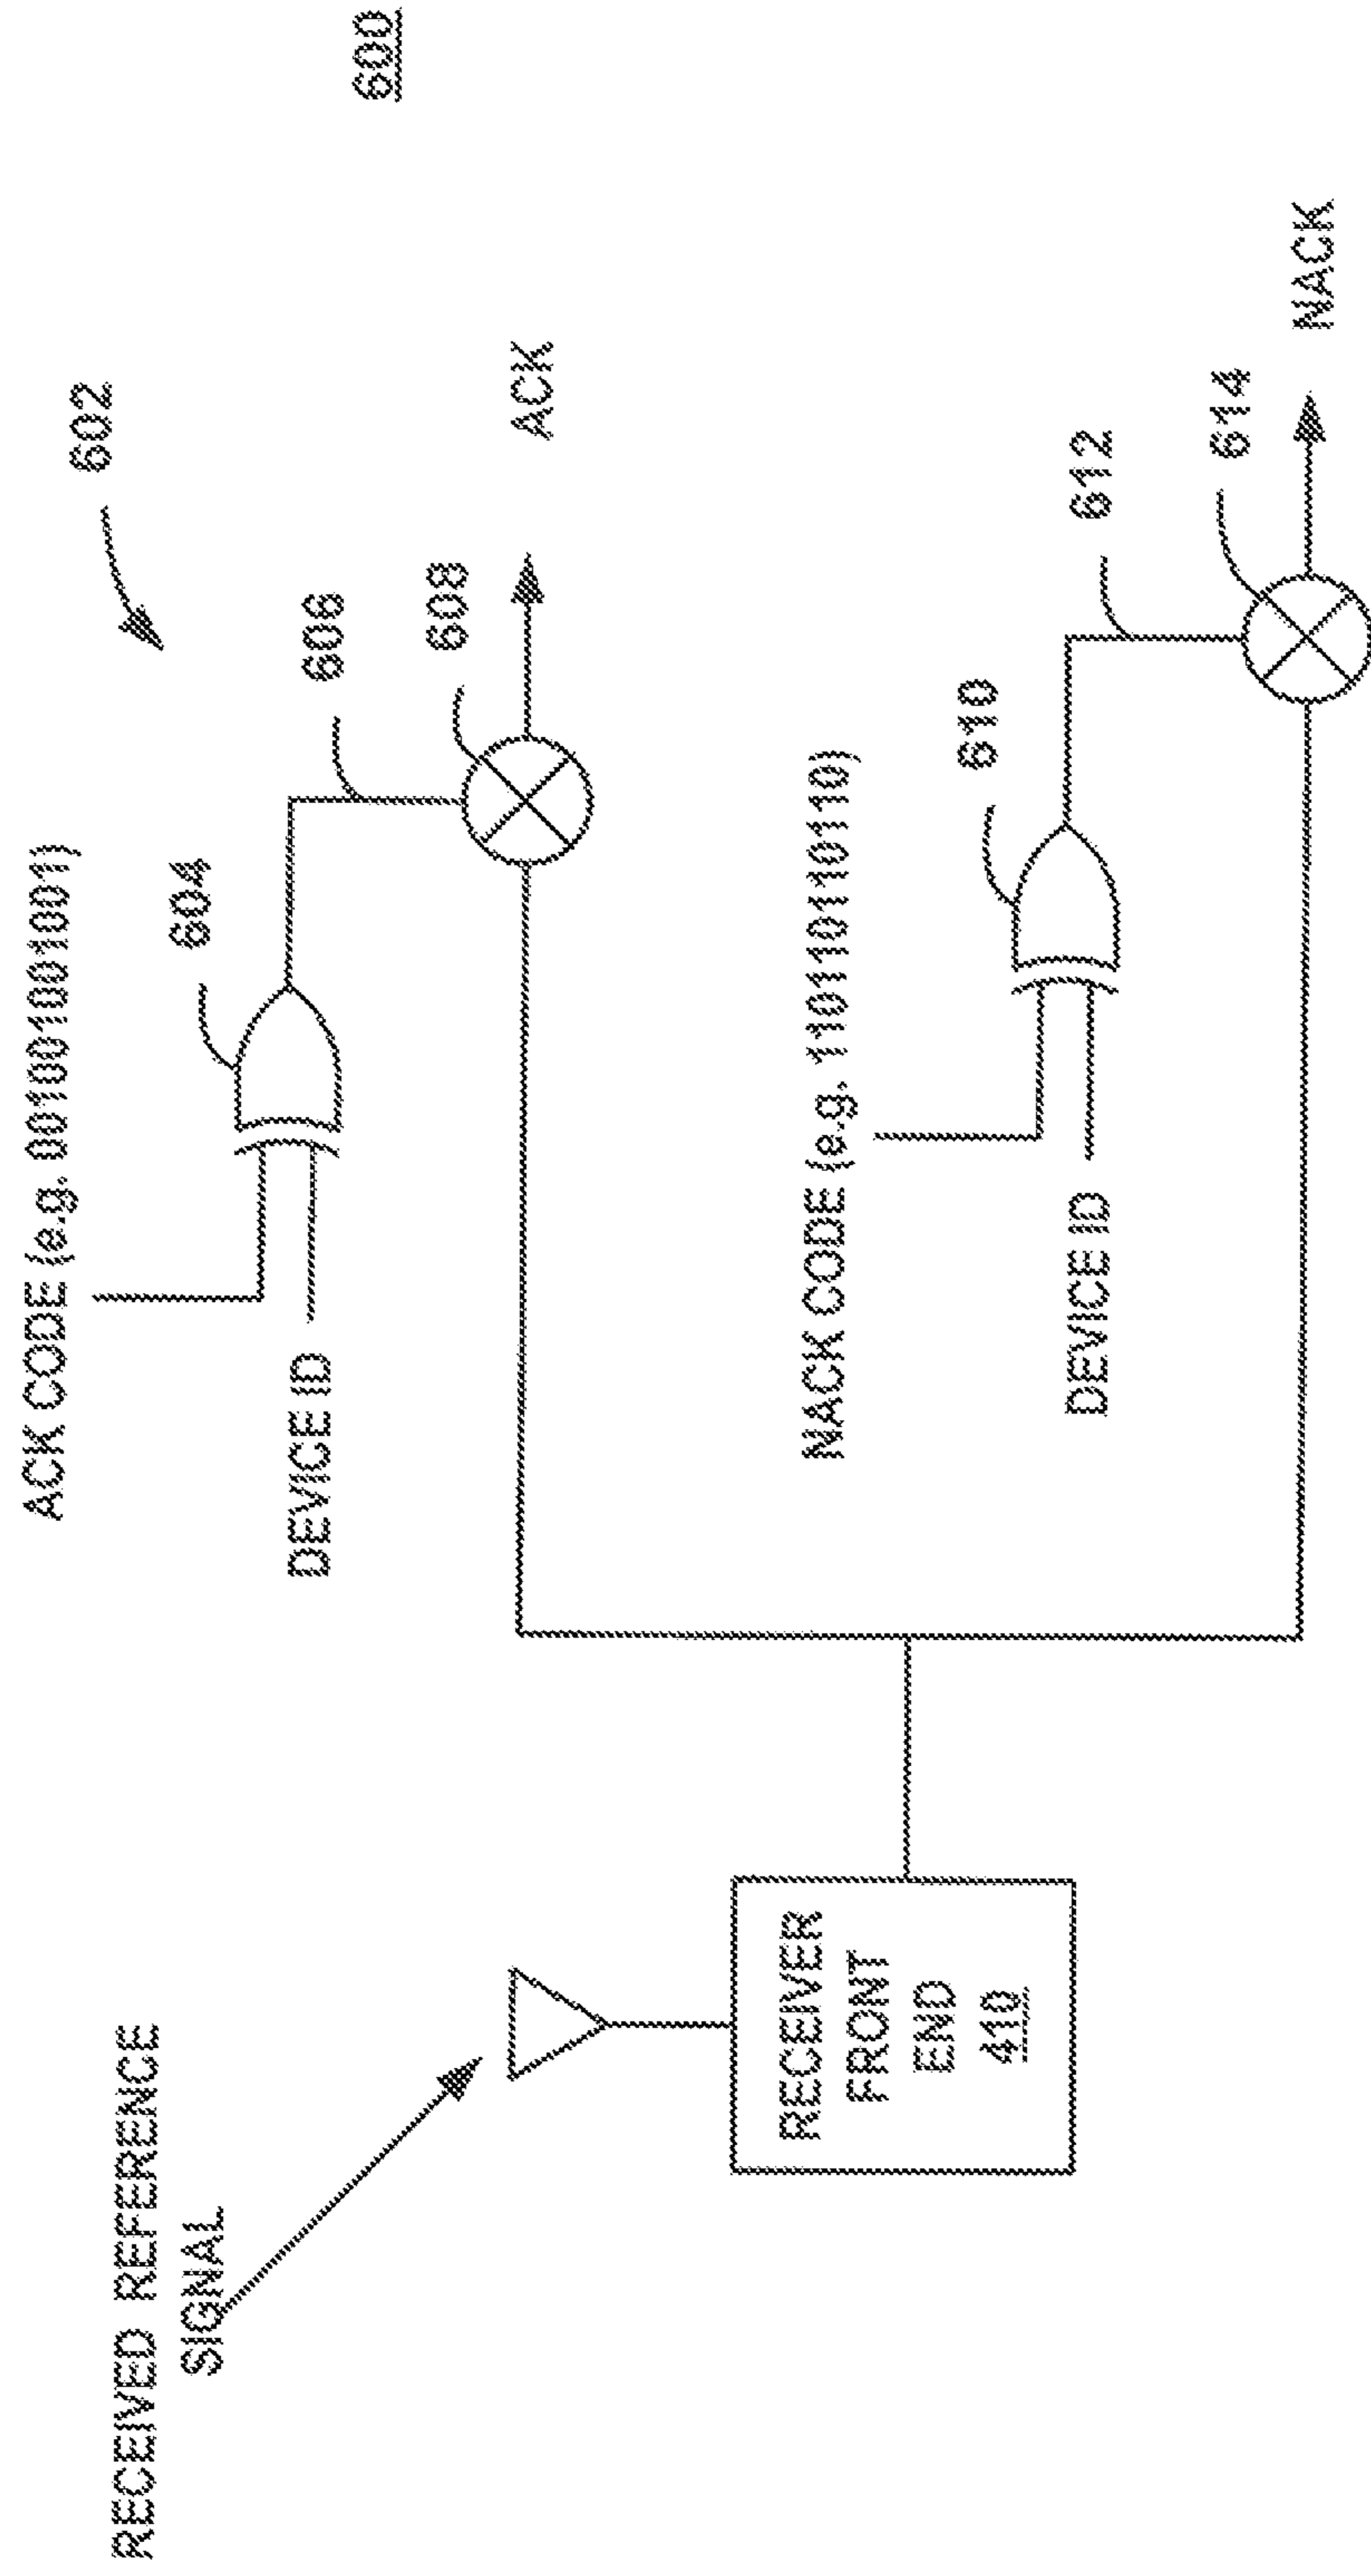 600
602
ACK CODE (e.g. 001001001001)
604
DEVICE ID
606
608
ACK
RECEIVED REFERENCE
SIGNAL
RECEIVER
FRONT
END
410
NACK CODE (e.g. 110110110110)
610
DEVICE ID
612
614
NACK